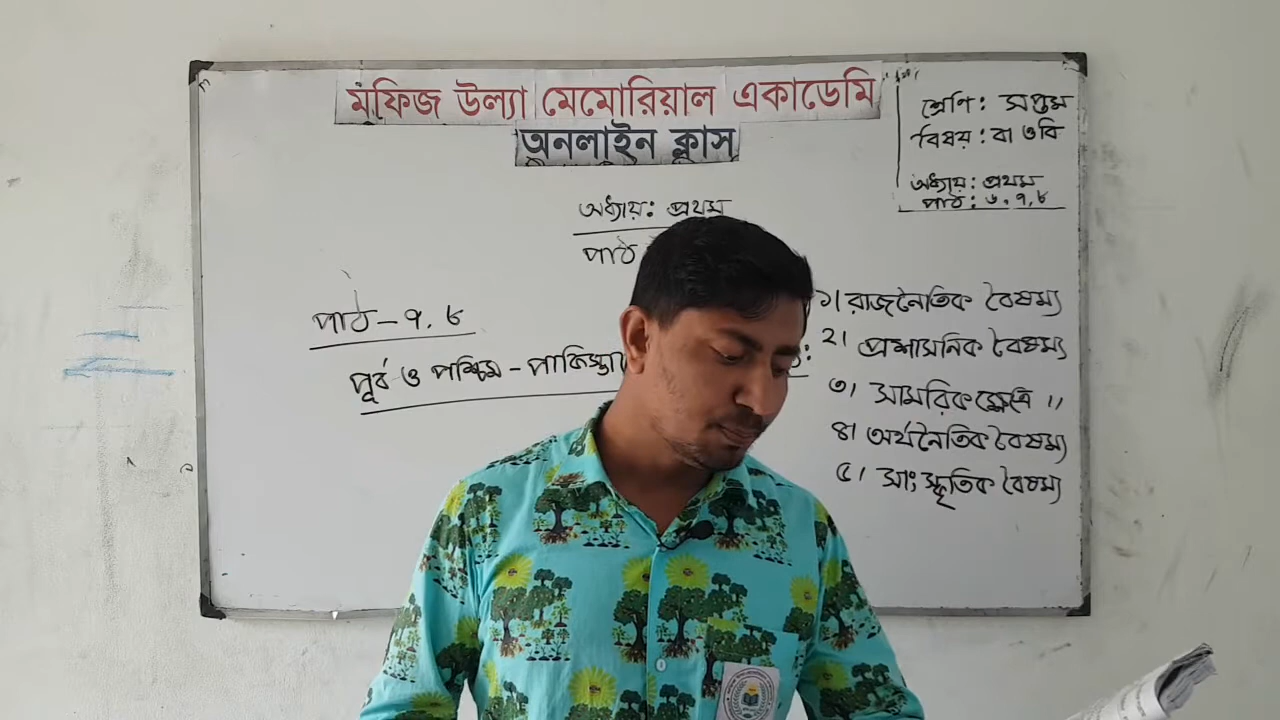 মফিজ উল্যা মেমোরিয়াল একাডেমি
অনলাইন ক্লাস
শ্রেণি: সপ্তম
বিষয়: বা ও বি
অধ্যায়: প্রথম
পাঠ: ৬, ৭, ৮
অধ্যায়: প্রথম
পাঠ
পাঠ - ৭, ৮
পূর্ব ও পশ্চিম - পাকিস্তা
১। রাজনৈতিক বৈষম্য
২। প্রশাসনিক বৈষম্য
৩। সামরিক ক্ষেত্রে ''
৪। অর্থনৈতিক বৈষম্য
৫। সাংস্কৃতিক বৈষম্য